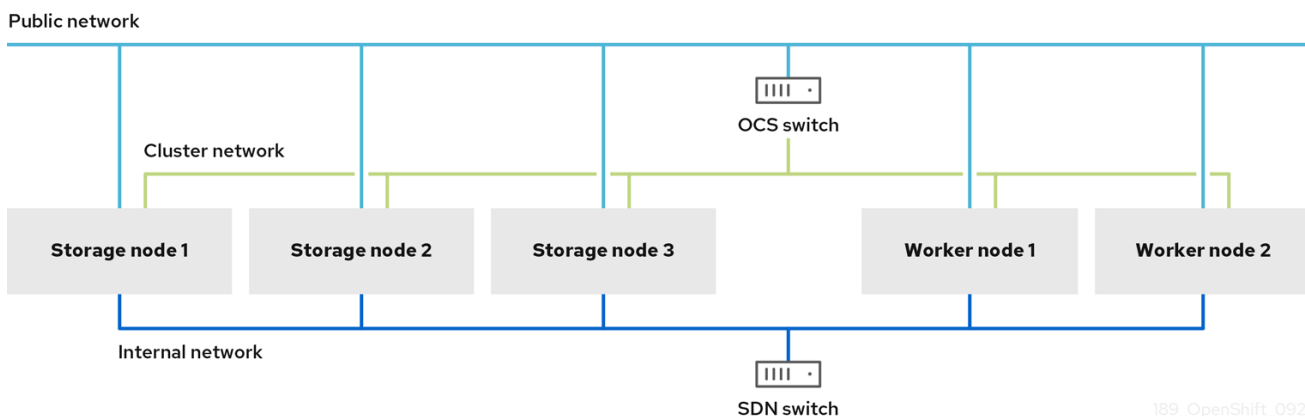 Public network
OCS switch
Cluster network
Storage node 1
Storage node 2
Storage node 3
Worker node 1
Worker node 2
Internal network
SDN switch
189_OpenShift_092